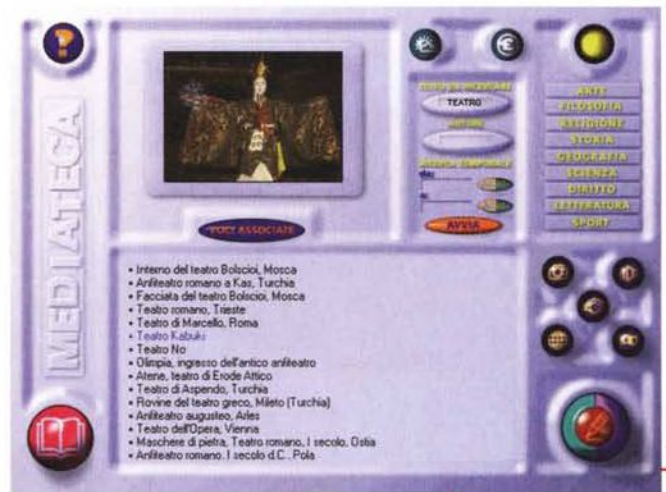 ?
MEDIATECA
VOCI ASSOCIATE
TEATRO
AUTORE
AVVIA
ARTE
FILOSOFIA
RELIGIONE
STORIA
GEOGRAFIA
SCIENZA
DIRITTO
LETTERATURA
SPORT
• Interno del teatro Bolscioi, Mosca
• Anfiteatro romano a Kas, Turchia
• Facciata del teatro Bolscioi, Mosca
• Teatro romano, Trieste
• Teatro di Marcello, Roma
• Teatro Kabuki
• Teatro No
• Olimpia, ingresso dell'antico anfiteatro
• Atene, teatro di Erode Attico
• Teatro di Aspendo, Turchia
• Rovine del teatro greco, Mileto (Turchia)
• Anfiteatro augusteo, Arles
• Teatro dell'Opera, Vienna
• Maschere di pietra, Teatro romano, I secolo, Ostia
• Anfiteatro romano, I secolo d.C., Pola